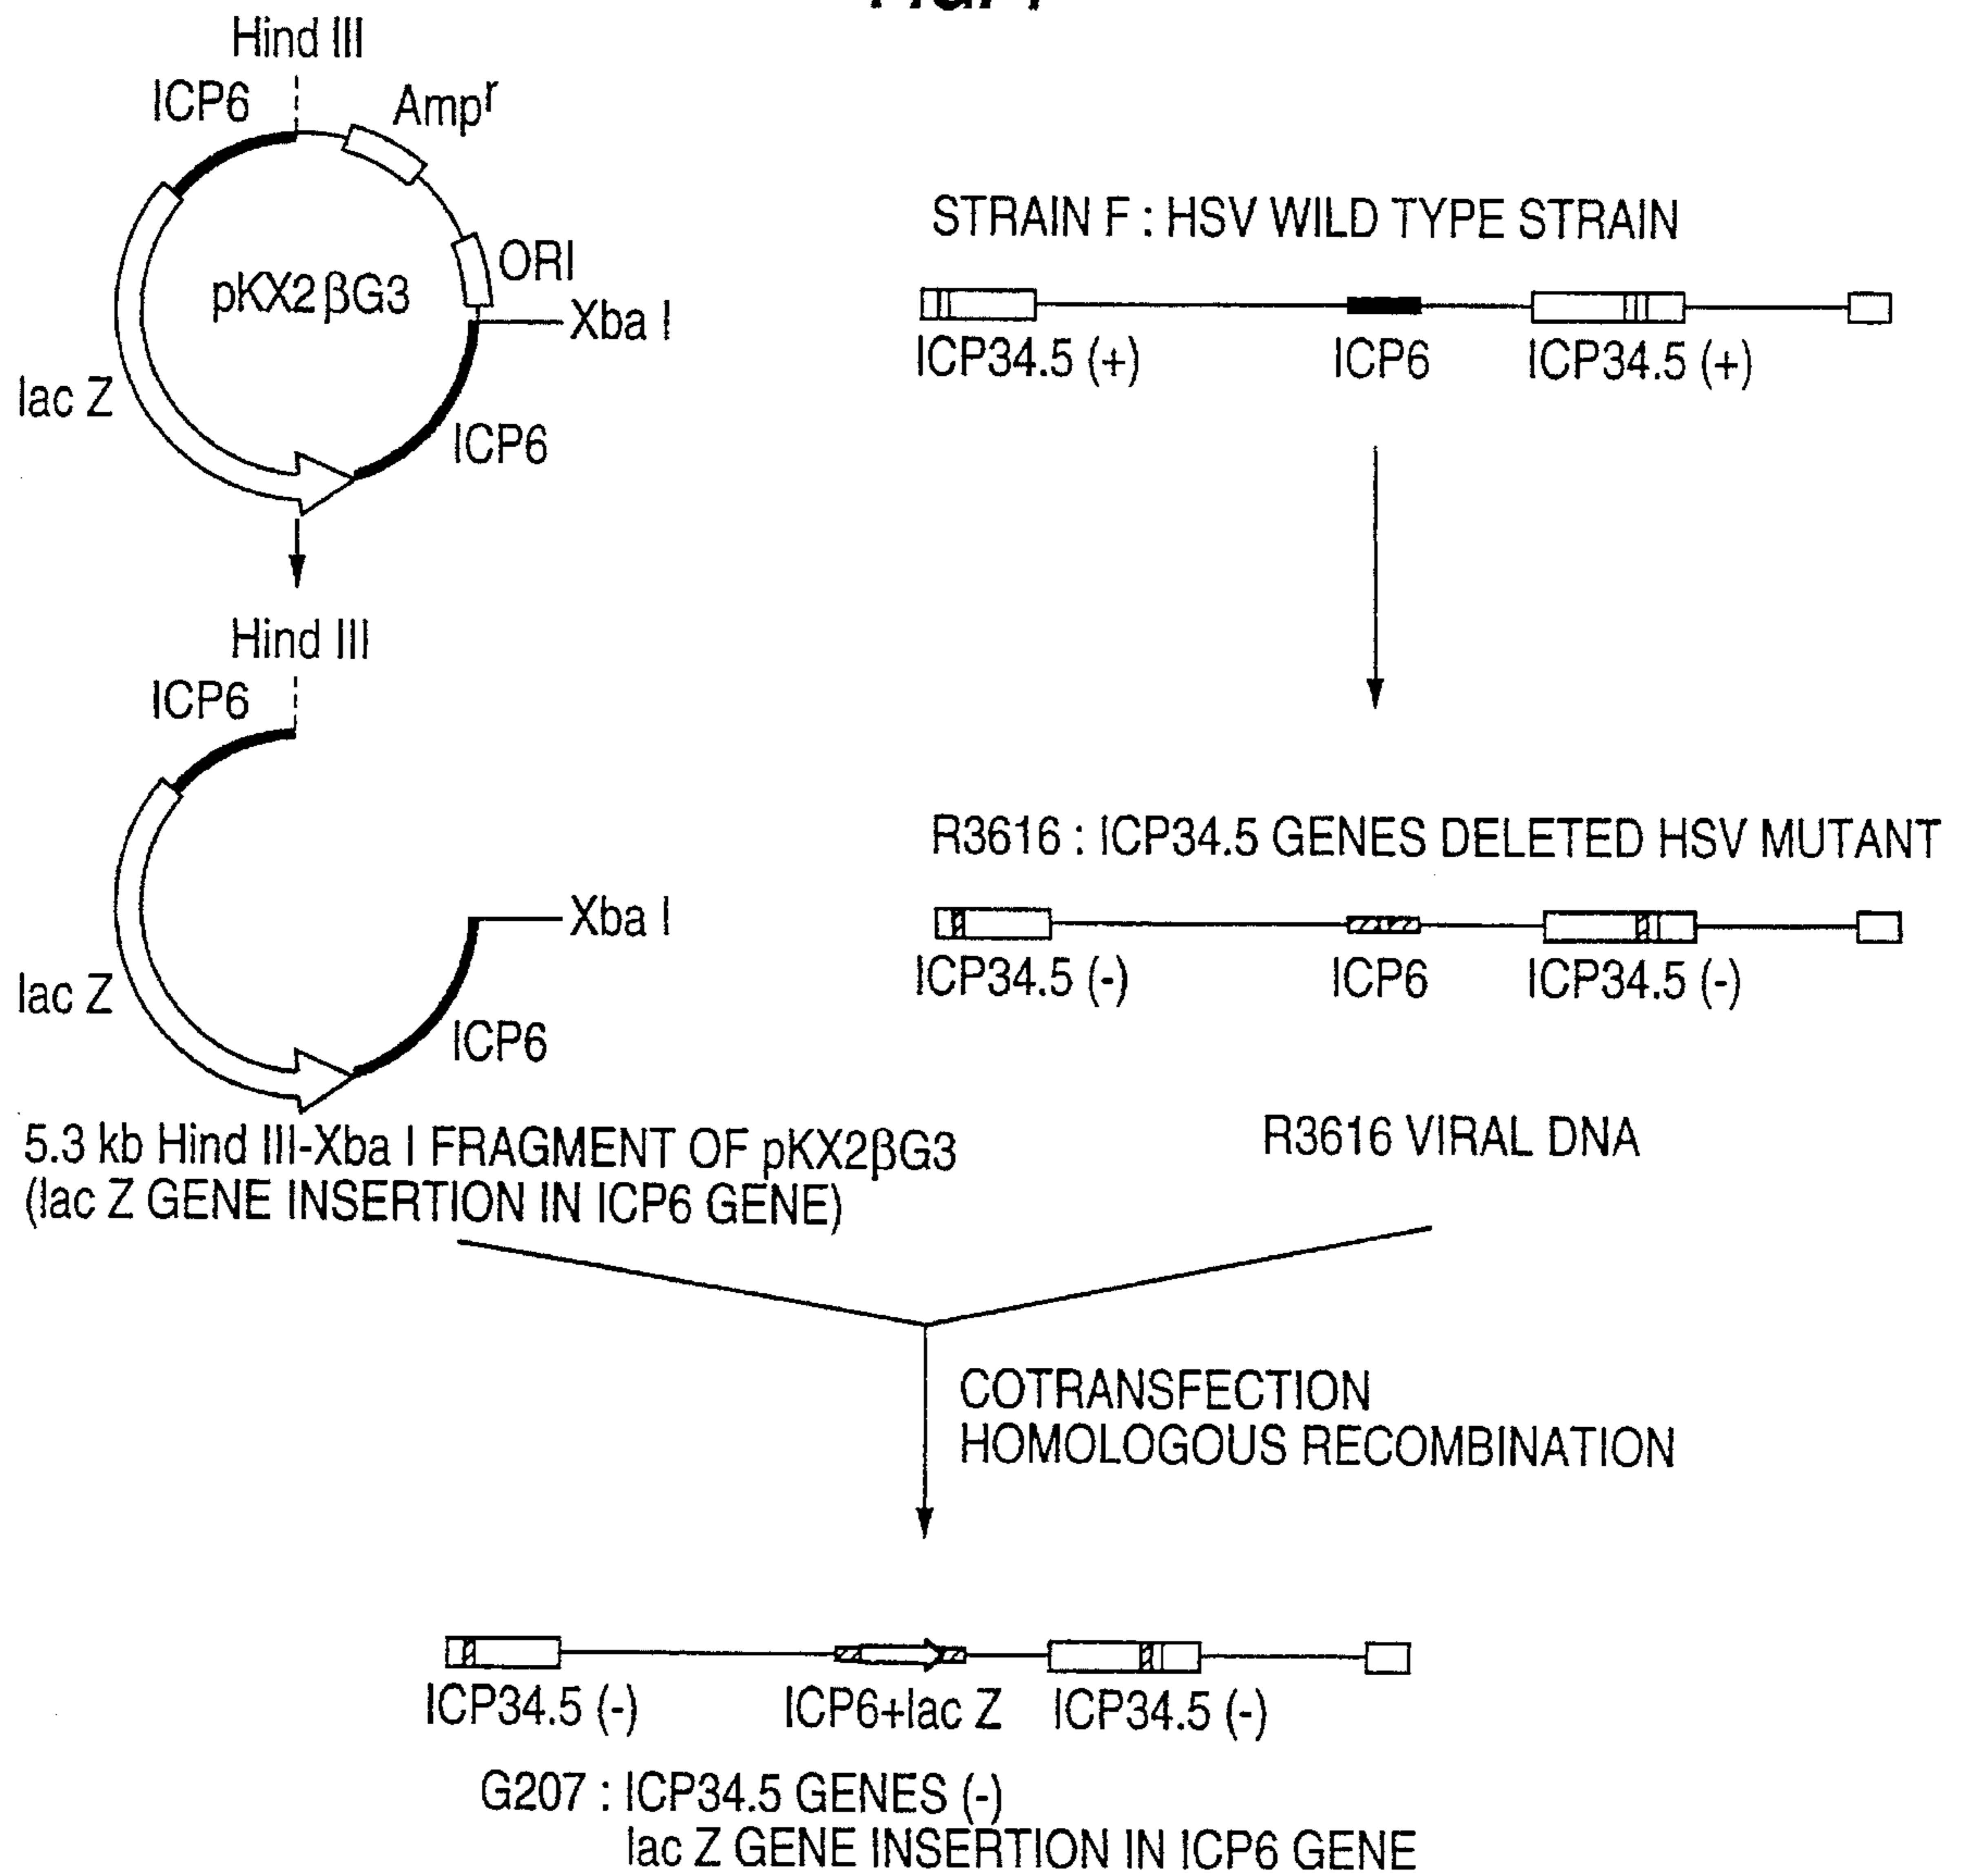 Hind III
ICP6
Ampr
ORI
pKX2βG3
Xba I
lac Z
ICP6
STRAIN F : HSV WILD TYPE STRAIN
ICP34.5 (+)
ICP6
ICP34.5 (+)
Hind III
ICP6
Xba I
lac Z
ICP6
5.3 kb Hind III-Xba I FRAGMENT OF pKX2βG3
(lac Z GENE INSERTION IN ICP6 GENE)
R3616 : ICP34.5 GENES DELETED HSV MUTANT
ICP34.5 (-)
ICP6
ICP34.5 (-)
R3616 VIRAL DNA
COTRANSFECTION
HOMOLOGOUS RECOMBINATION
ICP34.5 (-)
ICP6+lac Z
ICP34.5 (-)
G207 : ICP34.5 GENES (-)
lac Z GENE INSERTION IN ICP6 GENE